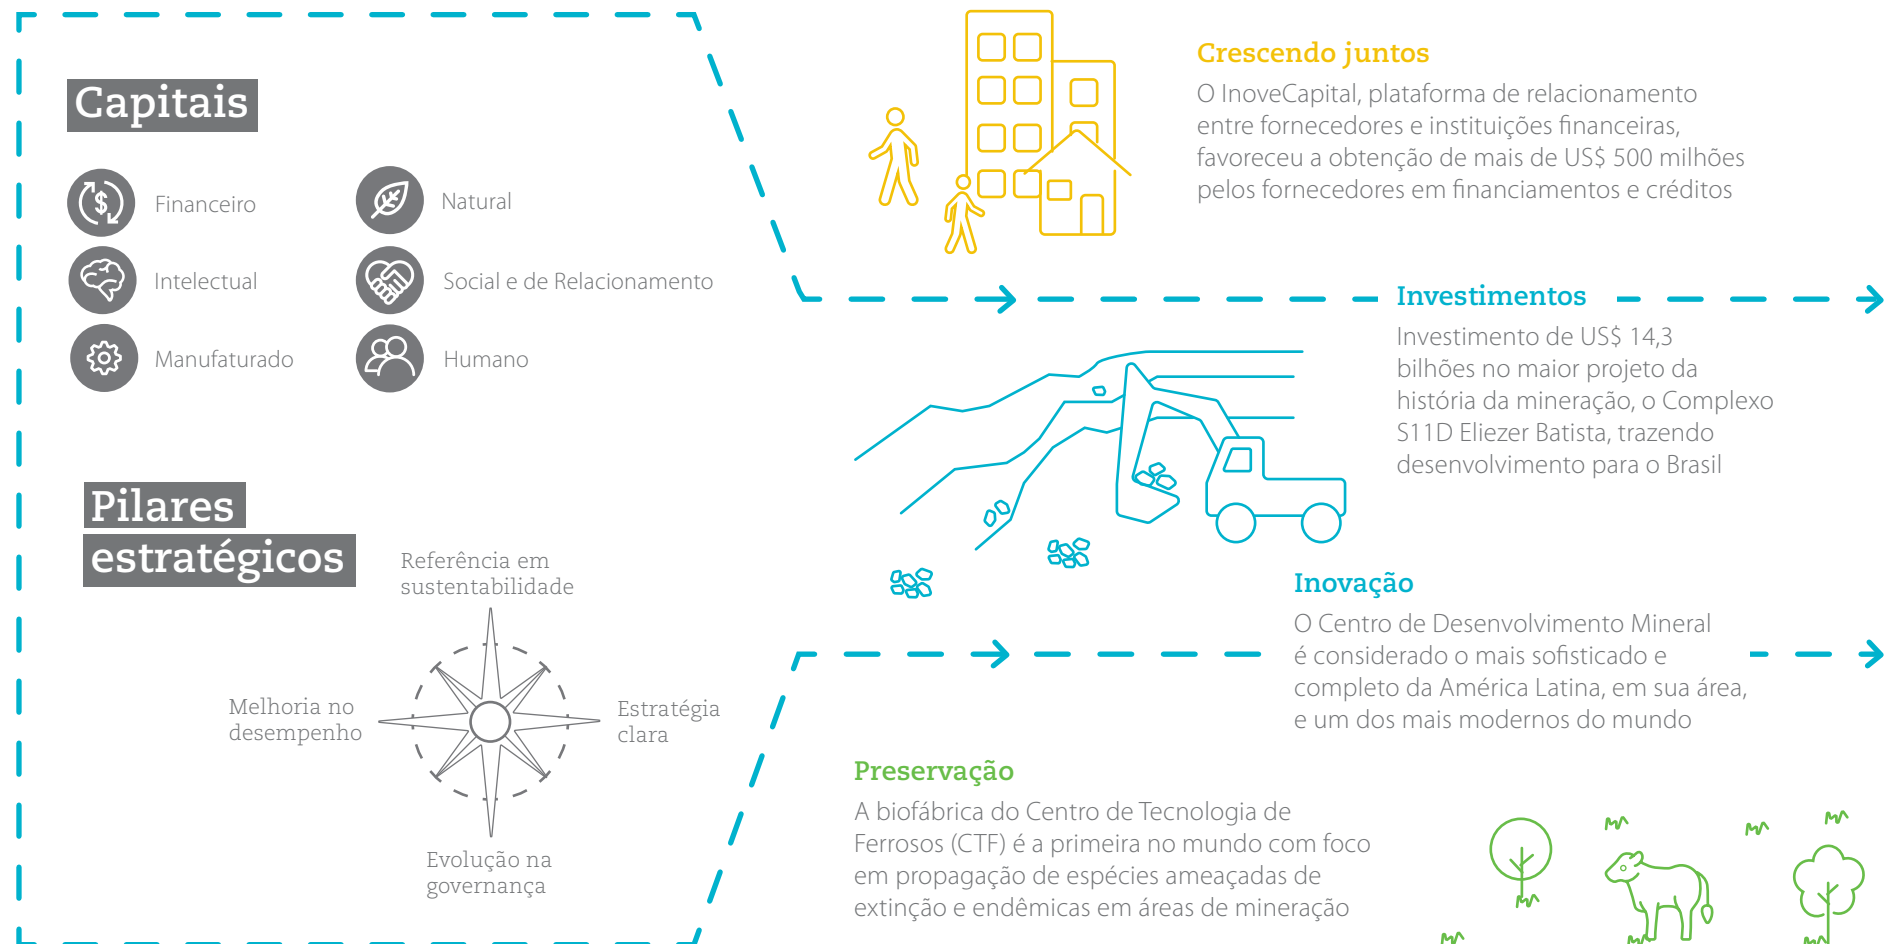 Capitais
Financeiro
Natural
Intelectual
Social e de Relacionamento
Manufaturado
Humano
Pilares
estratégicos
Referência em
sustentabilidade
Melhoria no
desempenho
Estratégia
clara
Evolução na
governança
Crescendo juntos
O InoveCapital, plataforma de relacionamento
entre fornecedores e instituições financeiras,
favoreceu a obtenção de mais de US$ 500 milhões
pelos fornecedores em financiamentos e créditos
Investimentos
Investimento de US$ 14,3
bilhões no maior projeto da
história da mineração, o Complexo
S11D Eliezer Batista, trazendo
desenvolvimento para o Brasil
Inovação
O Centro de Desenvolvimento Mineral
é considerado o mais sofisticado e
completo da América Latina, em sua área,
e um dos mais modernos do mundo
Preservação
A biofábrica do Centro de Tecnologia de
Ferrosos (CTF) é a primeira no mundo com foco
em propagação de espécies ameaçadas de
extinção e endêmicas em áreas de mineração